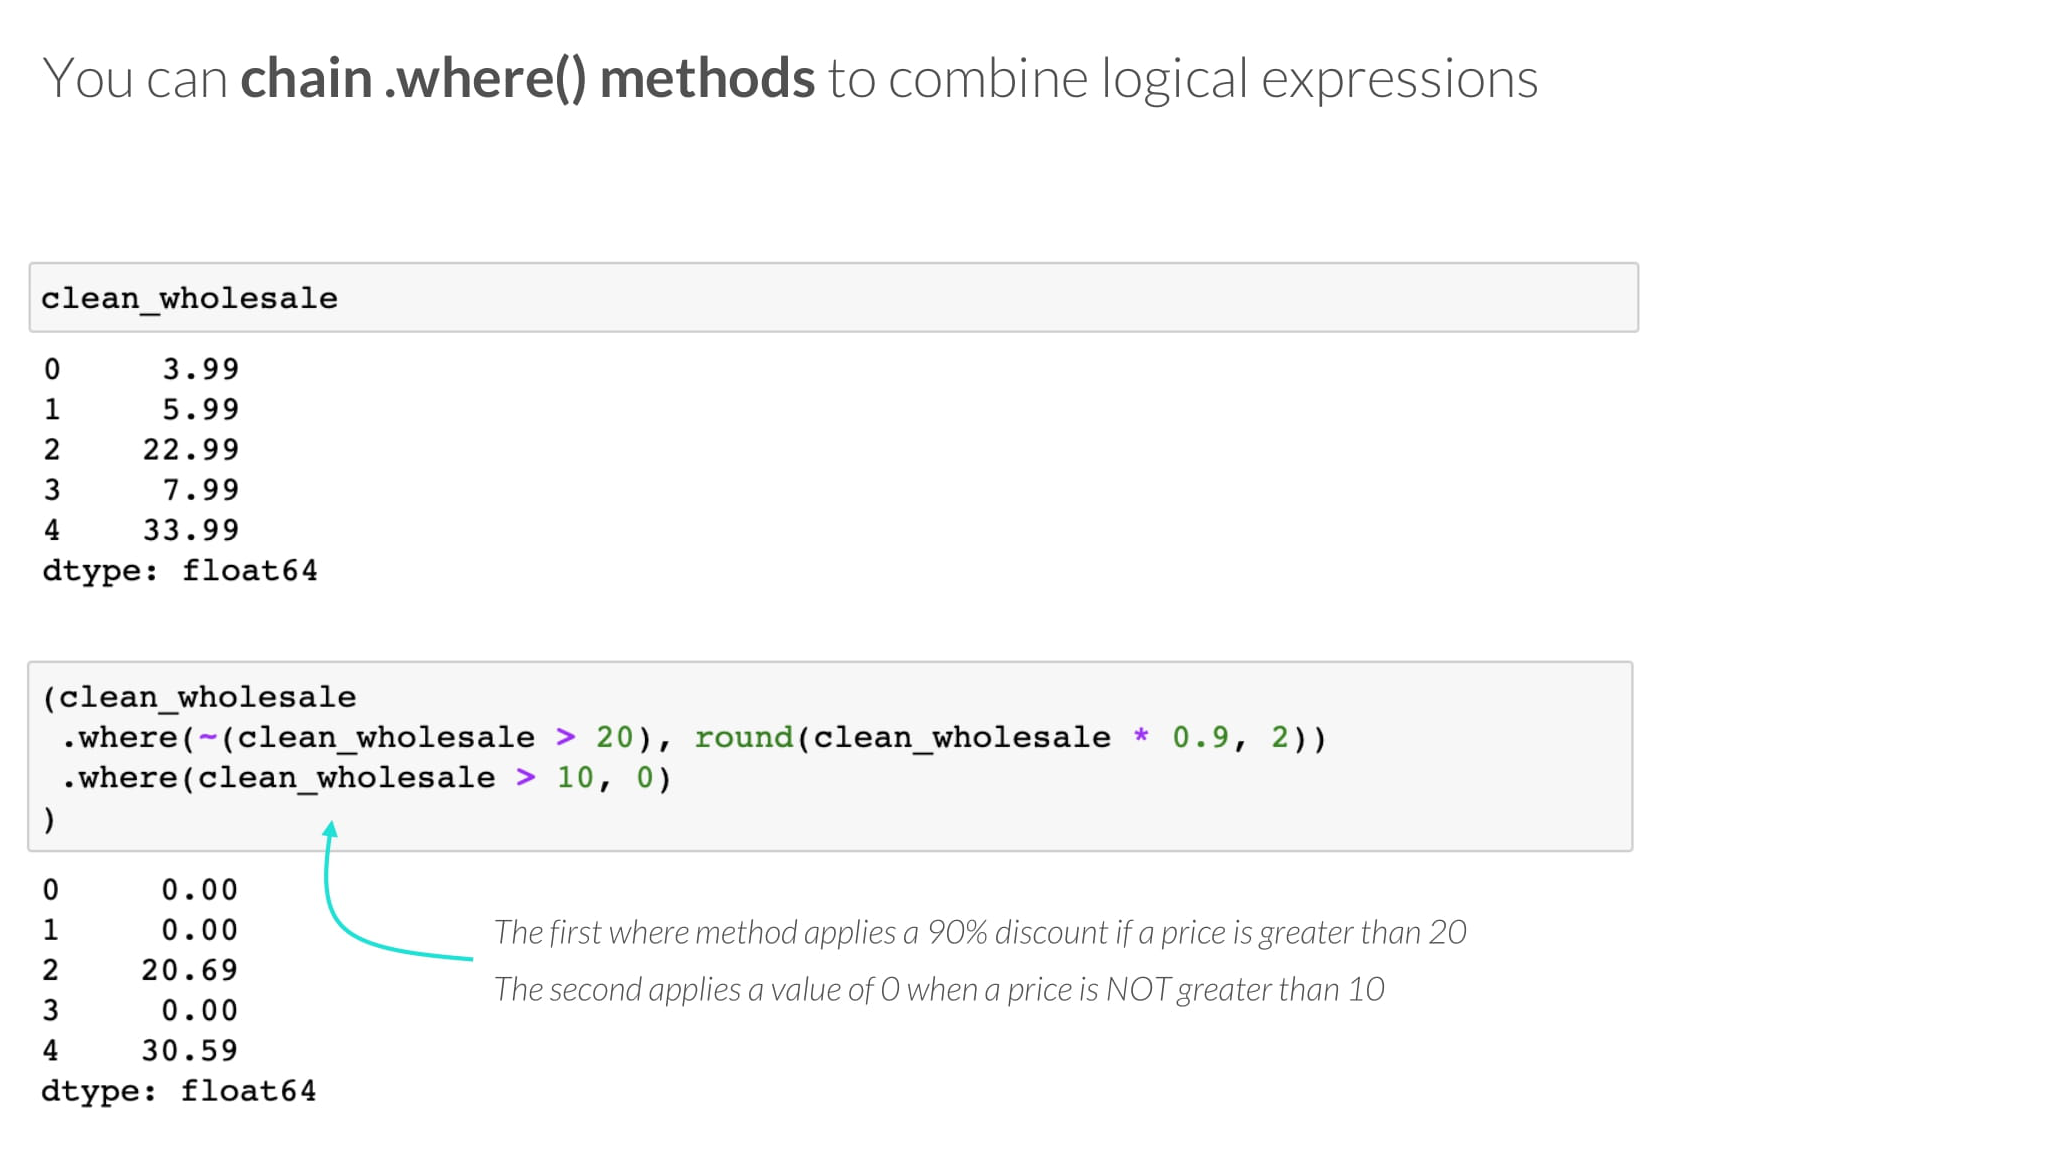 You can chain .where() methods to combine logical expressions
clean_wholesale
0     3.99
1     5.99
2    22.99
3     7.99
4    33.99
dtype: float64
(clean_wholesale
 .where(~(clean_wholesale > 20), round(clean_wholesale * 0.9, 2))
 .where(clean_wholesale > 10, 0)
)
0     0.00
1     0.00
2    20.69
3     0.00
4    30.59
dtype: float64
The first where method applies a 90% discount if a price is greater than 20
The second applies a value of 0 when a price is NOT greater than 10